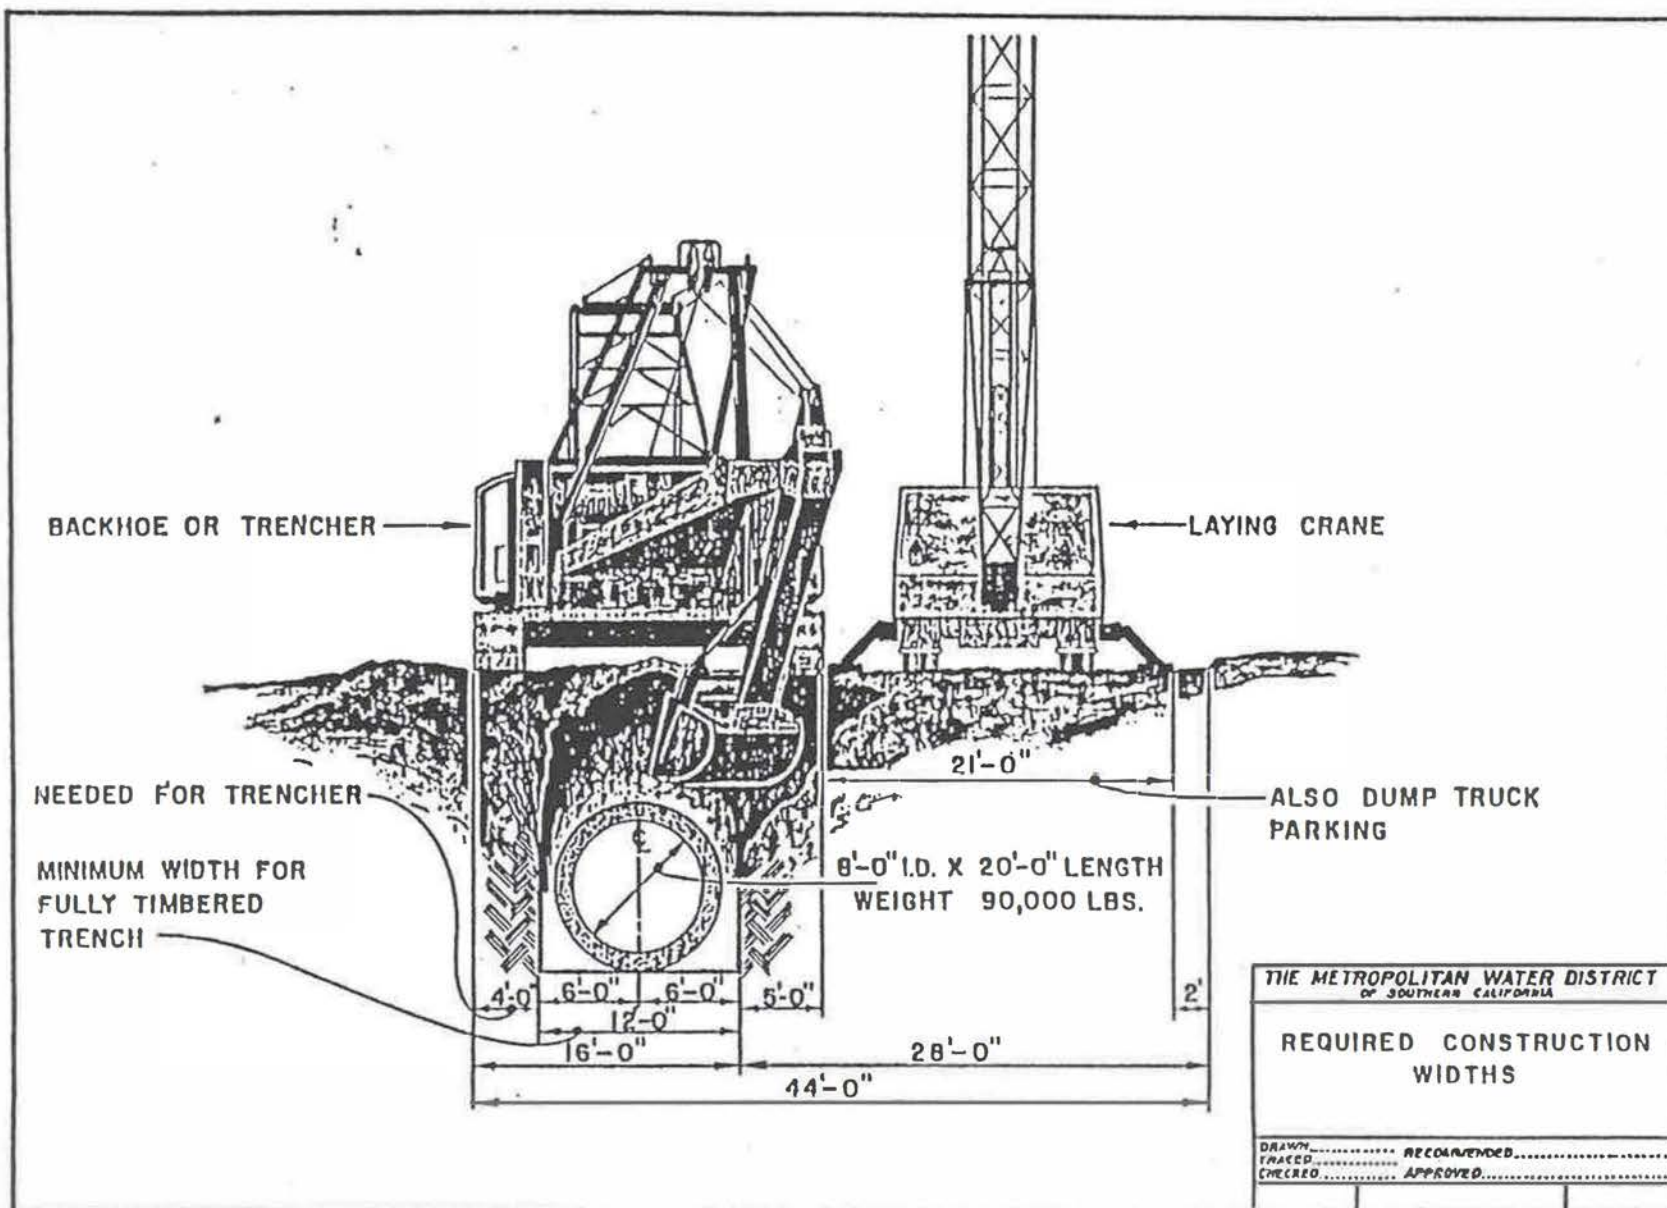 BACKHOE OR TRENCHER
LAYING CRANE
21'-0"
NEEDED FOR TRENCHER
ALSO DUMP TRUCK
PARKING
MINIMUM WIDTH FOR
FULLY TIMBERED
TRENCH
8'-0" I.D. X 20'-0" LENGTH
WEIGHT 90,000 LBS.
4'-0" 6'-0" 6'-0" 5'-0" 2'
12'-0"
16'-0" 28'-0"
44'-0"
THE METROPOLITAN WATER DISTRICT
OF SOUTHERN CALIFORNIA
REQUIRED CONSTRUCTION
WIDTHS
DRAWN RECOMMENDED
TRACED
CHECKED APPROVED